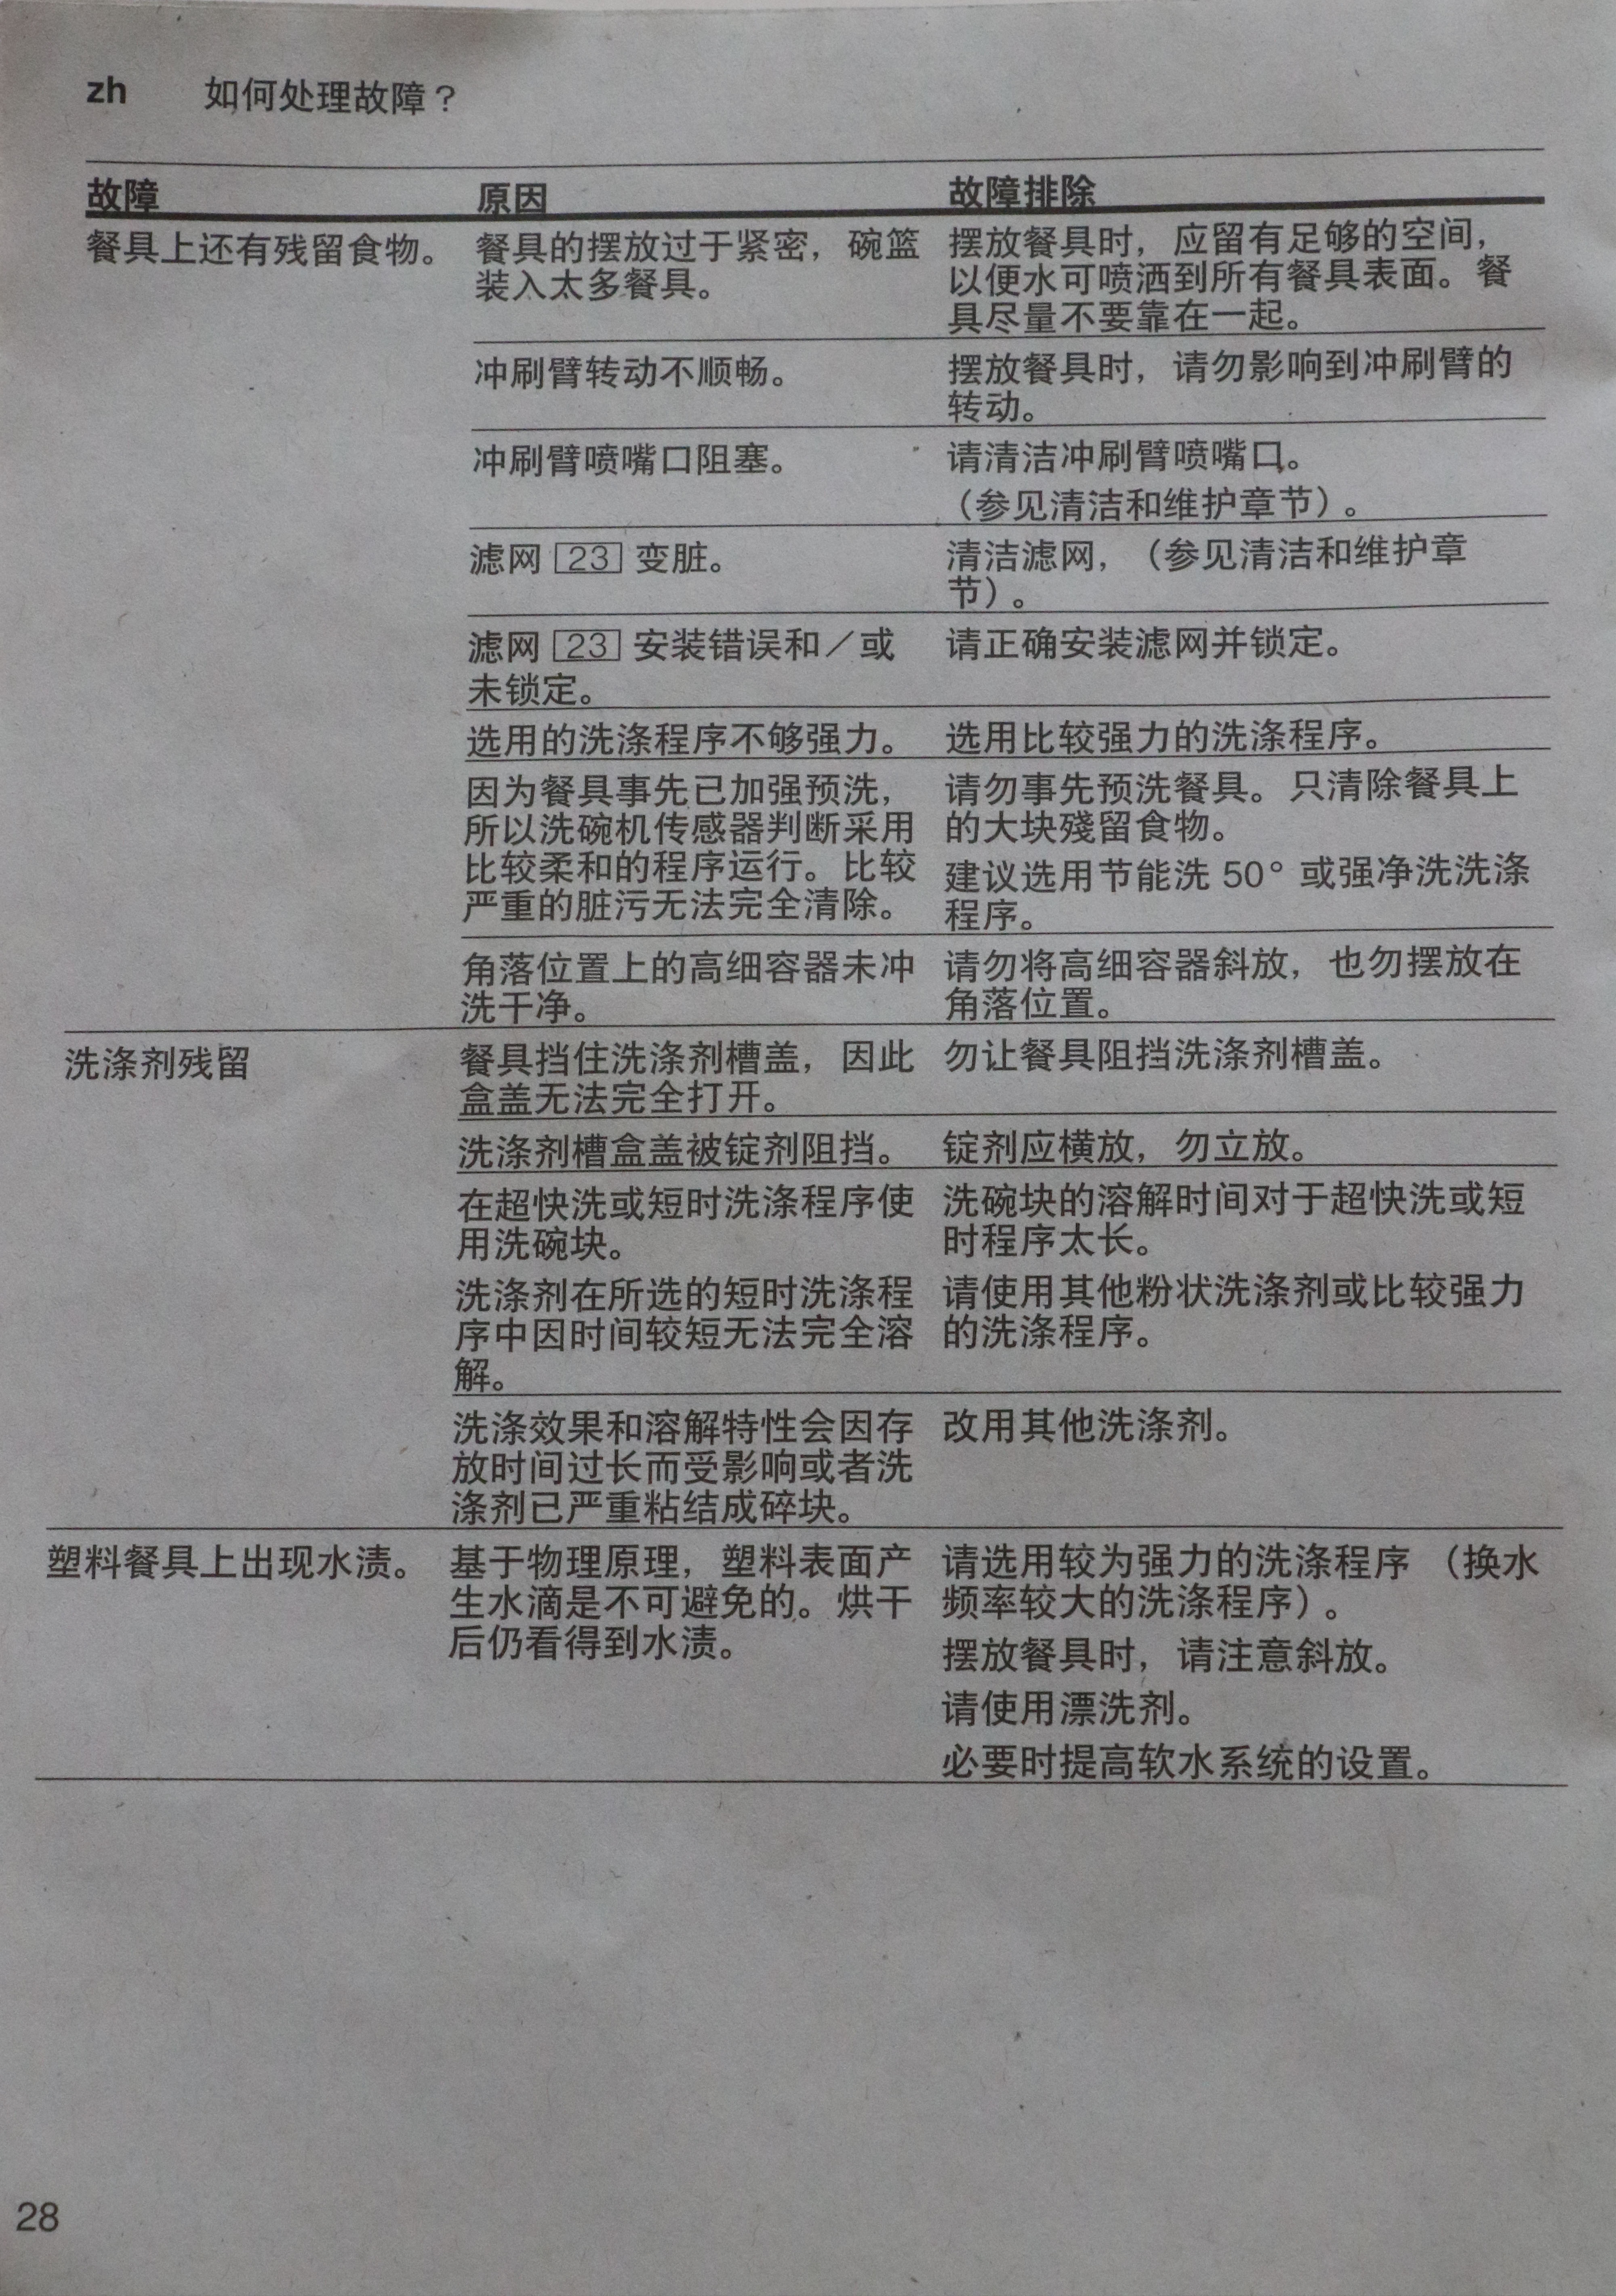 zh 如何处理故障？
故障 原因 故障排除
餐具上还有残留食物。 餐具的摆放过于紧密，碗篮 摆放餐具时，应留有足够的空间，
装入太多餐具。 以便水可喷洒到所有餐具表面。餐
具尽量不要靠在一起。
冲刷臂转动不顺畅。 摆放餐具时，请勿影响到冲刷臂的
转动。
冲刷臂喷嘴口阻塞。 请清洁冲刷臂喷嘴口。
（参见清洁和维护章节）。
滤网 23 变脏。 清洁滤网，（参见清洁和维护章
节）。
滤网 23 安装错误和／或 请正确安装滤网并锁定。
未锁定。
选用的洗涤程序不够强力。 选用比较强力的洗涤程序。
因为餐具事先已加强预洗， 请勿事先预洗餐具。只清除餐具上
所以洗碗机传感器判断采用 的大块殘留食物。
比较柔和的程序运行。比较 建议选用节能洗 50° 或强净洗洗涤
严重的脏污无法完全清除。 程序。
角落位置上的高细容器未冲 请勿将高细容器斜放，也勿摆放在
洗干净。 角落位置。
洗涤剂残留 餐具挡住洗涤剂槽盖，因此 勿让餐具阻挡洗涤剂槽盖。
盒盖无法完全打开。
洗涤剂槽盒盖被锭剂阻挡。 锭剂应横放，勿立放。
在超快洗或短时洗涤程序使 洗碗块的溶解时间对于超快洗或短
用洗碗块。 时程序太长。
洗涤剂在所选的短时洗涤程 请使用其他粉状洗涤剂或比较强力
序中因时间较短无法完全溶 的洗涤程序。
解。
洗涤效果和溶解特性会因存 改用其他洗涤剂。
放时间过长而受影响或者洗
涤剂已严重粘结成碎块。
塑料餐具上出现水渍。 基于物理原理，塑料表面产 请选用较为强力的洗涤程序 （换水
生水滴是不可避免的。烘干 频率较大的洗涤程序）。
后仍看得到水渍。 摆放餐具时，请注意斜放。
请使用漂洗剂。
必要时提高软水系统的设置。
28